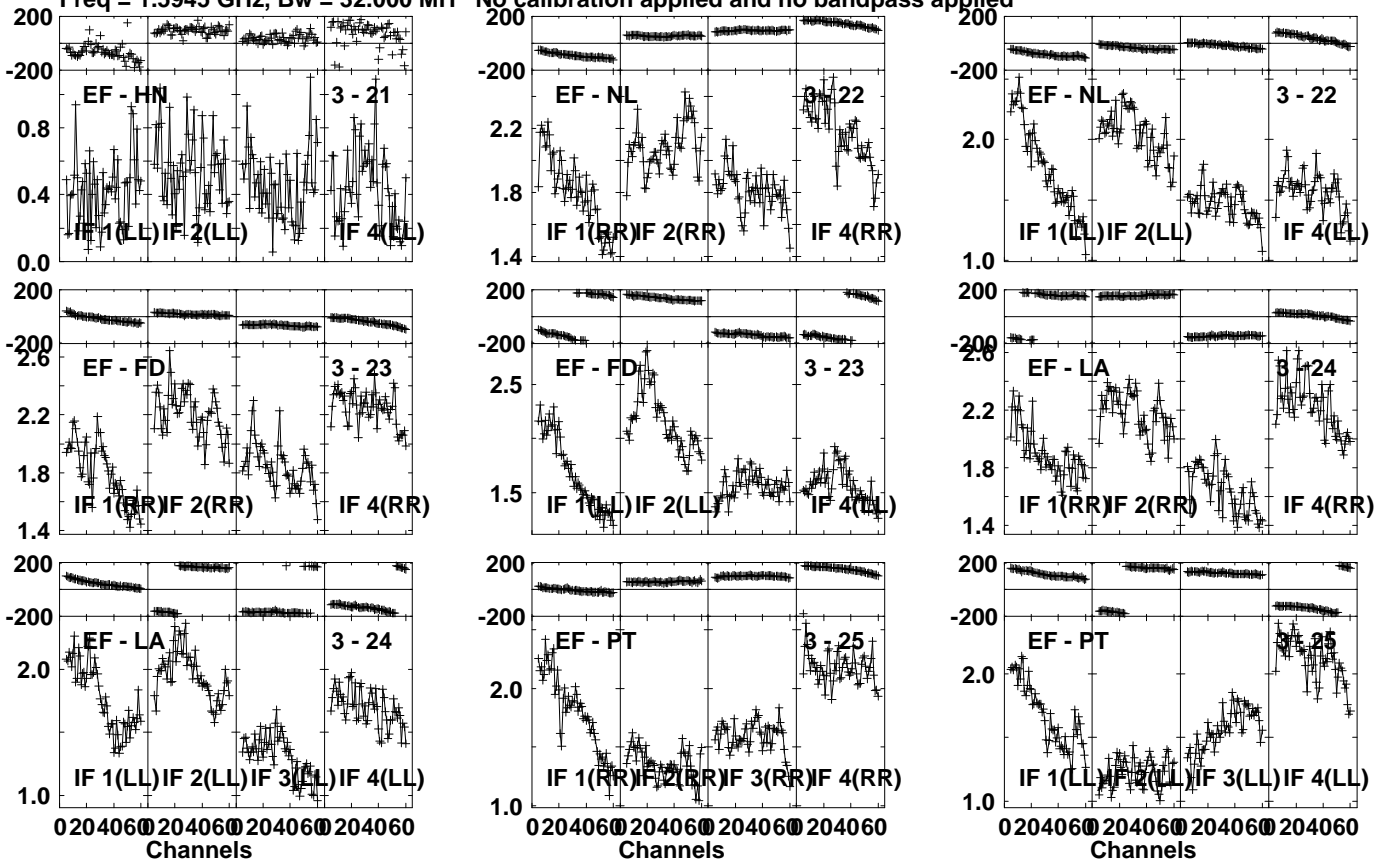 Freq = 1.5945 GHz, Bw = 32.000 MH No calibration applied and no bandpass applied
200
-200
EF - HN
3 - 21
0.8
0.4
0.0
IF 1(LL) IF 2(LL) IF 4(LL)
200
-200
EF - NL
3 - 22
2.2
1.8
1.4
IF 1(RR) IF 2(RR) IF 4(RR)
200
-200
EF - NL
3 - 22
2.0
1.0
IF 1(LL) IF 2(LL) IF 4(LL)
200
-200
2.6
EF - FD
3 - 23
2.2
1.8
1.4
IF 1(RR) IF 2(RR) IF 4(RR)
200
-200
EF - FD
3 - 23
2.5
1.5
IF 1(LL) IF 2(LL) IF 4(LL)
200
-200
2.6
EF - LA
3 - 24
2.2
1.8
1.4
IF 1(RR) IF 2(RR) IF 4(RR)
200
-200
EF - LA
3 - 24
2.0
1.0
IF 1(LL) IF 2(LL) IF 3(LL) IF 4(LL)
0 20 40 60 0 20 40 60 0 20 40 60 0 20 40 60
Channels
200
-200
EF - PT
3 - 25
2.0
1.0
IF 1(RR) IF 2(RR) IF 3(RR) IF 4(RR)
0 20 40 60 0 20 40 60 0 20 40 60 0 20 40 60
Channels
200
-200
EF - PT
3 - 25
2.0
1.0
IF 1(LL) IF 2(LL) IF 3(LL) IF 4(LL)
0 20 40 60 0 20 40 60 0 20 40 60 0 20 40 60
Channels